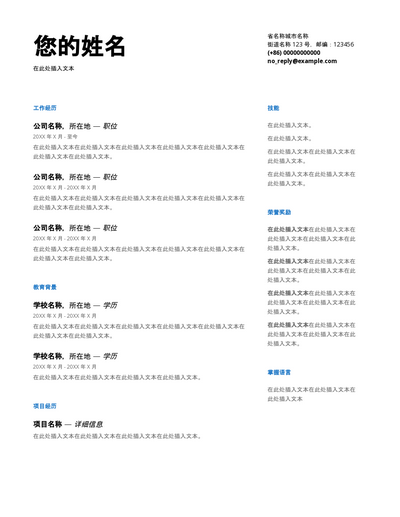 您的姓名
在此处插入文本
省名称城市名称
街道名称 123 号，邮编：123456
(+86) 00000000000
no_reply@example.com
工作经历
公司名称，所在地 — 职位
20XX 年 X 月 - 至今
在此处插入文本在此处插入文本在此处插入文本在此处插入文本在此处插入文本在
此处插入文本在此处插入文本。
公司名称，所在地 — 职位
20XX 年 X 月 - 20XX 年 X 月
在此处插入文本在此处插入文本在此处插入文本在此处插入文本在此处插入文本在
此处插入文本在此处插入文本。
公司名称，所在地 — 职位
20XX 年 X 月 - 20XX 年 X 月
在此处插入文本在此处插入文本在此处插入文本在此处插入文本在此处插入文本在
此处插入文本在此处插入文本。
教育背景
学校名称，所在地 — 学历
20XX 年 X 月 - 20XX 年 X 月
在此处插入文本在此处插入文本在此处插入文本在此处插入文本在此处插入文本在
此处插入文本在此处插入文本。
学校名称，所在地 — 学历
20XX 年 X 月 - 20XX 年 X 月
在此处插入文本在此处插入文本在此处插入文本在此处插入文本。
项目经历
项目名称 — 详细信息
在此处插入文本在此处插入文本在此处插入文本在此处插入文本。
技能
在此处插入文本。
在此处插入文本。
在此处插入文本在此处插入文
本在此处插入文本。
在此处插入文本在此处插入文
本在此处插入文本。
荣誉奖励
在此处插入文本在此处插入文
本在此处插入文本在此处插入
文本。
在此处插入文本在此处插入文
本在此处插入文本在此处插入
文本。
在此处插入文本在此处插入文
本在此处插入文本在此处插入
文本。
在此处插入文本在此处插入文
本在此处插入文本在此处插入
文本。
掌握语言
在此处插入文本在此处插入文本在
此处插入文本